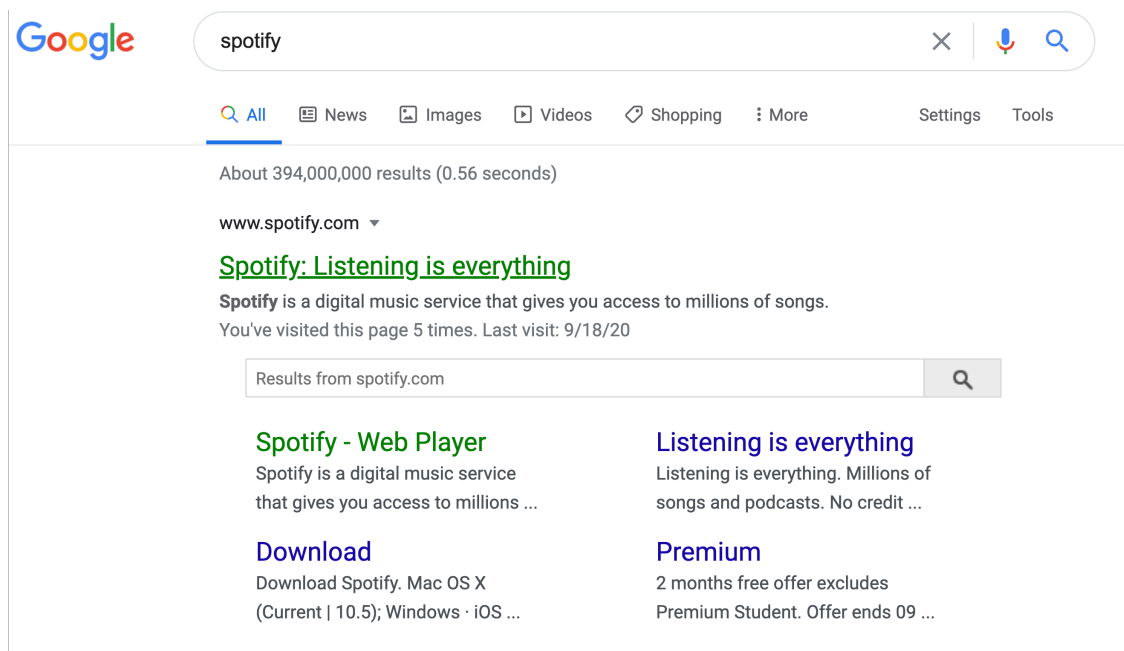 Google
spotify
All News Images Videos Shopping More Settings Tools
About 394,000,000 results (0.56 seconds)
www.spotify.com
Spotify: Listening is everything
Spotify is a digital music service that gives you access to millions of songs.
You've visited this page 5 times. Last visit: 9/18/20
Results from spotify.com
Spotify - Web Player
Spotify is a digital music service
that gives you access to millions ...
Listening is everything
Listening is everything. Millions of
songs and podcasts. No credit ...
Download
Download Spotify. Mac OS X
(Current | 10.5); Windows · iOS ...
Premium
2 months free offer excludes
Premium Student. Offer ends 09 ...